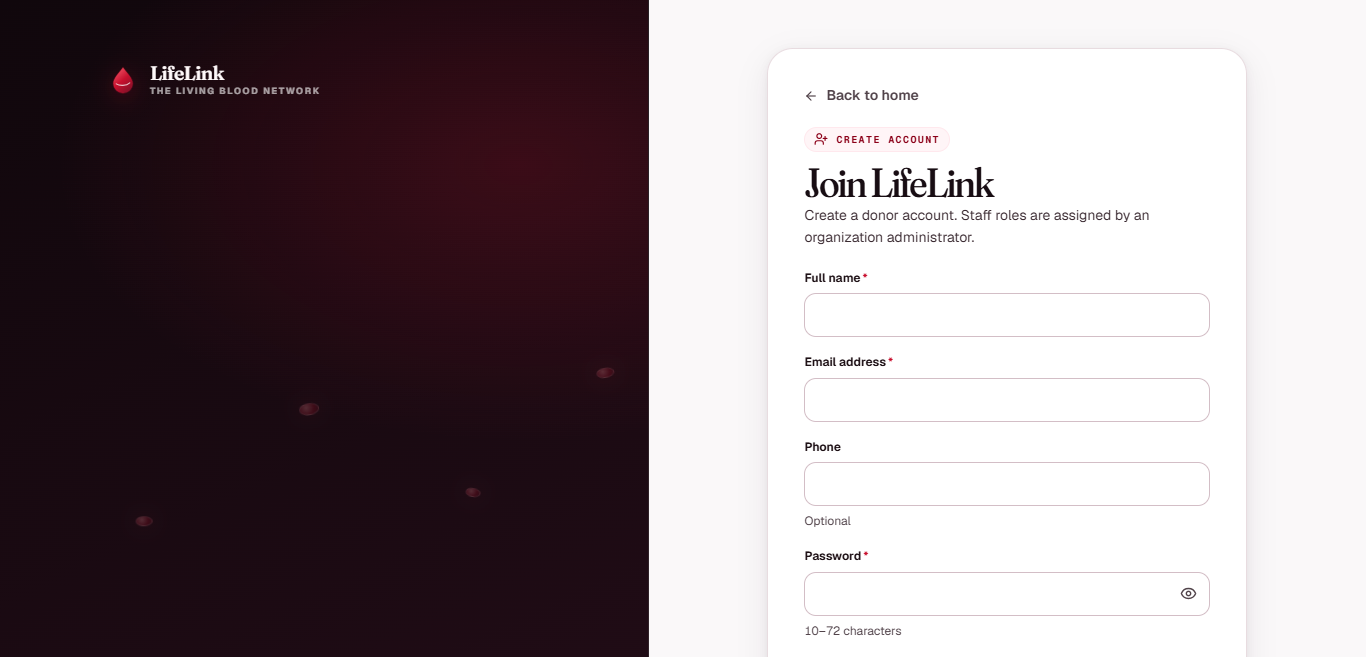 LifeLink
THE LIVING BLOOD NETWORK
Back to home
CREATE ACCOUNT
Join LifeLink
Create a donor account. Staff roles are assigned by an
organization administrator.
Full name *
Email address *
Phone
Optional
Password *
10–72 characters